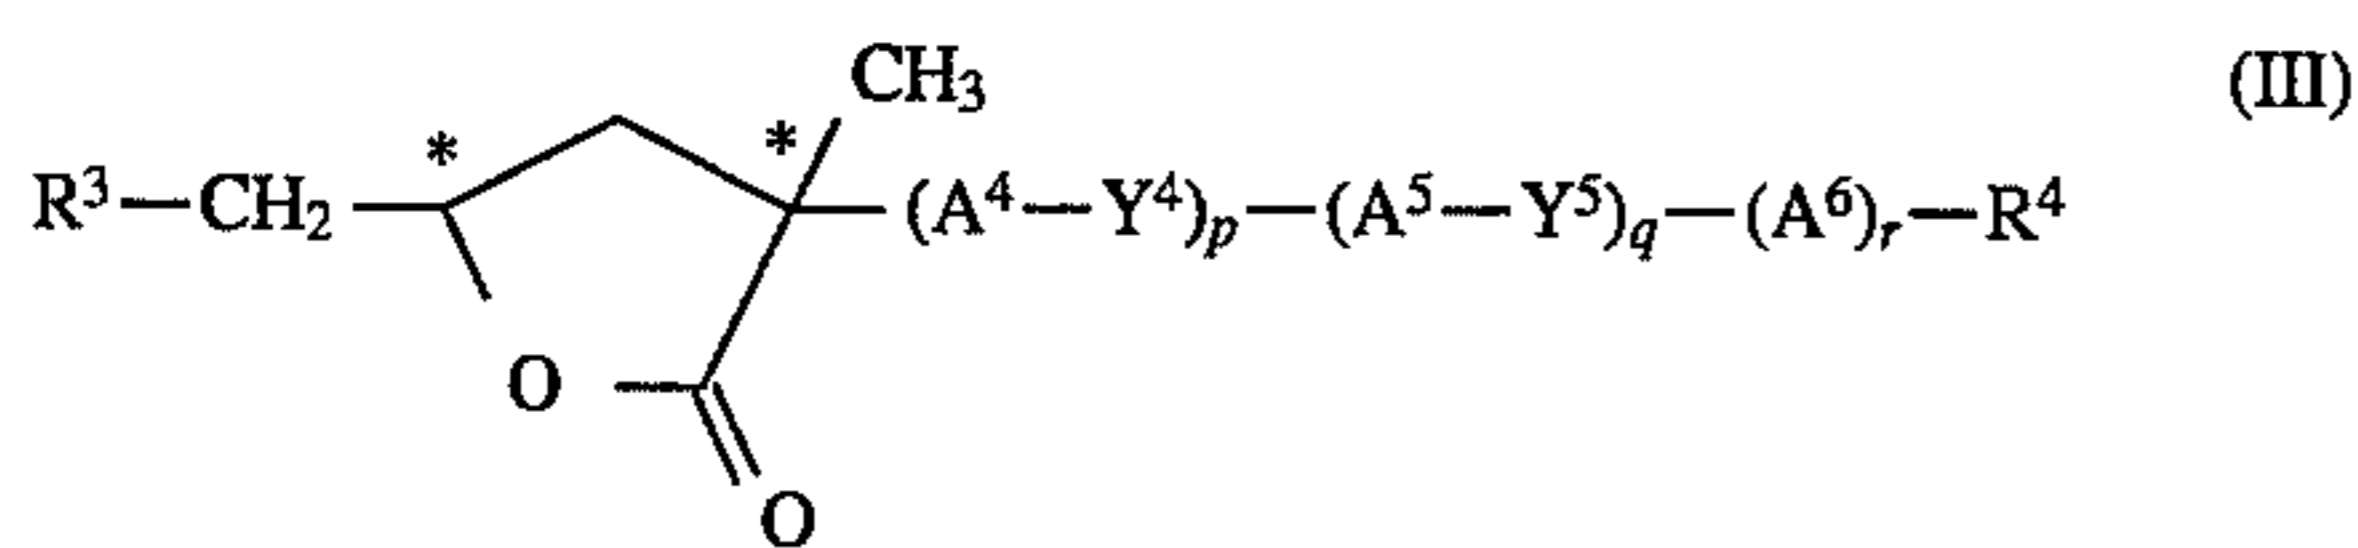 CH₃ (III)
* *
R³—CH₂ —(A⁴—Y⁴)ₚ—(A⁵—Y⁵)q—(A⁶)ᵣ—R⁴
O
O